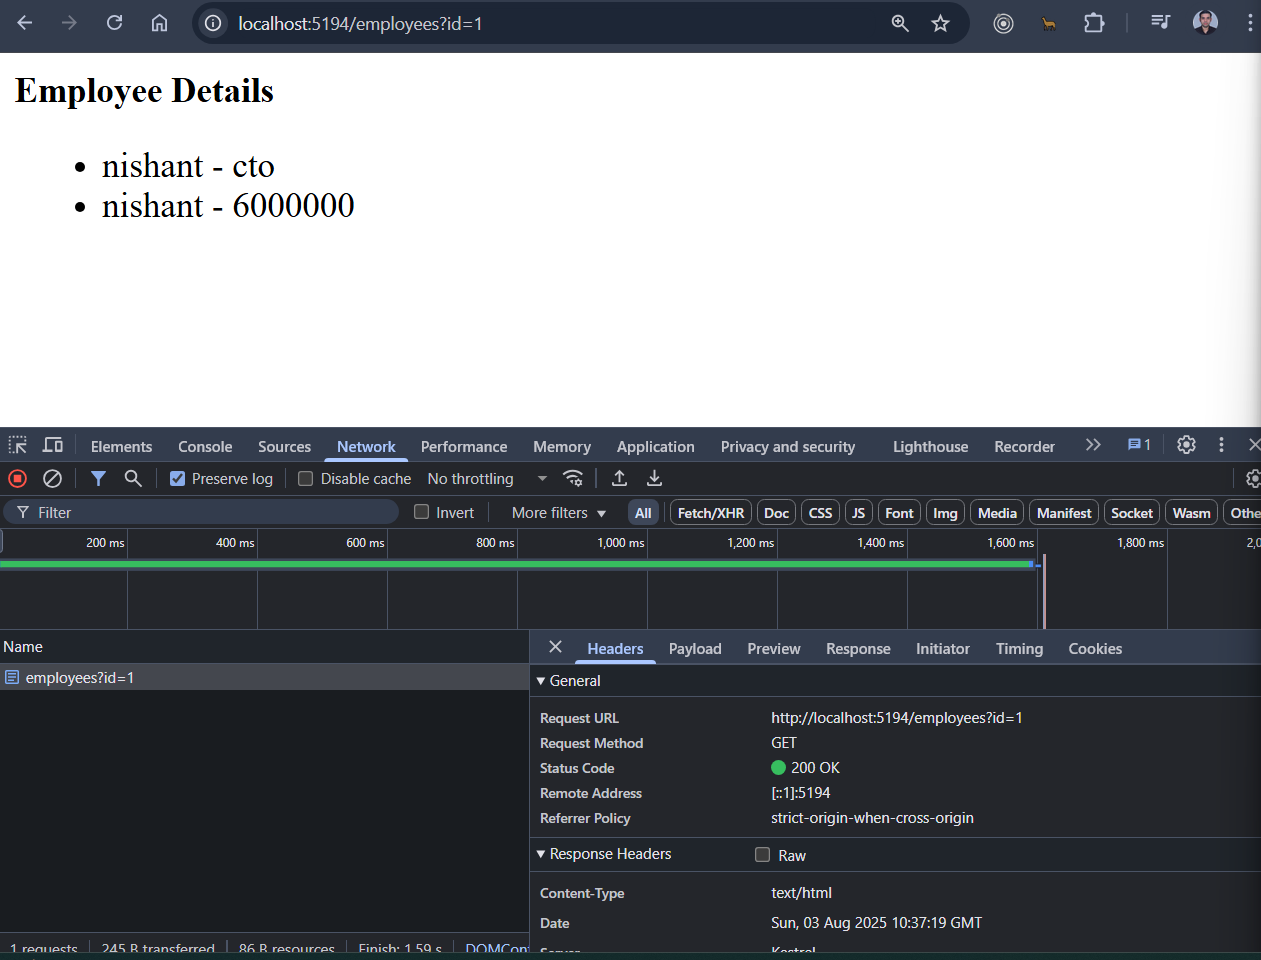 localhost:5194/employees?id=1
Employee Details
• nishant - cto
• nishant - 6000000
Elements Console Sources Network Performance Memory Application Privacy and security Lighthouse Recorder 1
Preserve log Disable cache No throttling
Filter Invert More filters All Fetch/XHR Doc CSS JS Font Img Media Manifest Socket Wasm Othe
200 ms 400 ms 600 ms 800 ms 1,000 ms 1,200 ms 1,400 ms 1,600 ms 1,800 ms 2,0
Name
employees?id=1
Headers Payload Preview Response Initiator Timing Cookies
General
Request URL http://localhost:5194/employees?id=1
Request Method GET
Status Code 200 OK
Remote Address [::1]:5194
Referrer Policy strict-origin-when-cross-origin
Response Headers Raw
Content-Type text/html
Date Sun, 03 Aug 2025 10:37:19 GMT
Server Kestrel
1 requests 245 B transferred 86 B resources Finish: 1.59 s DOMCont